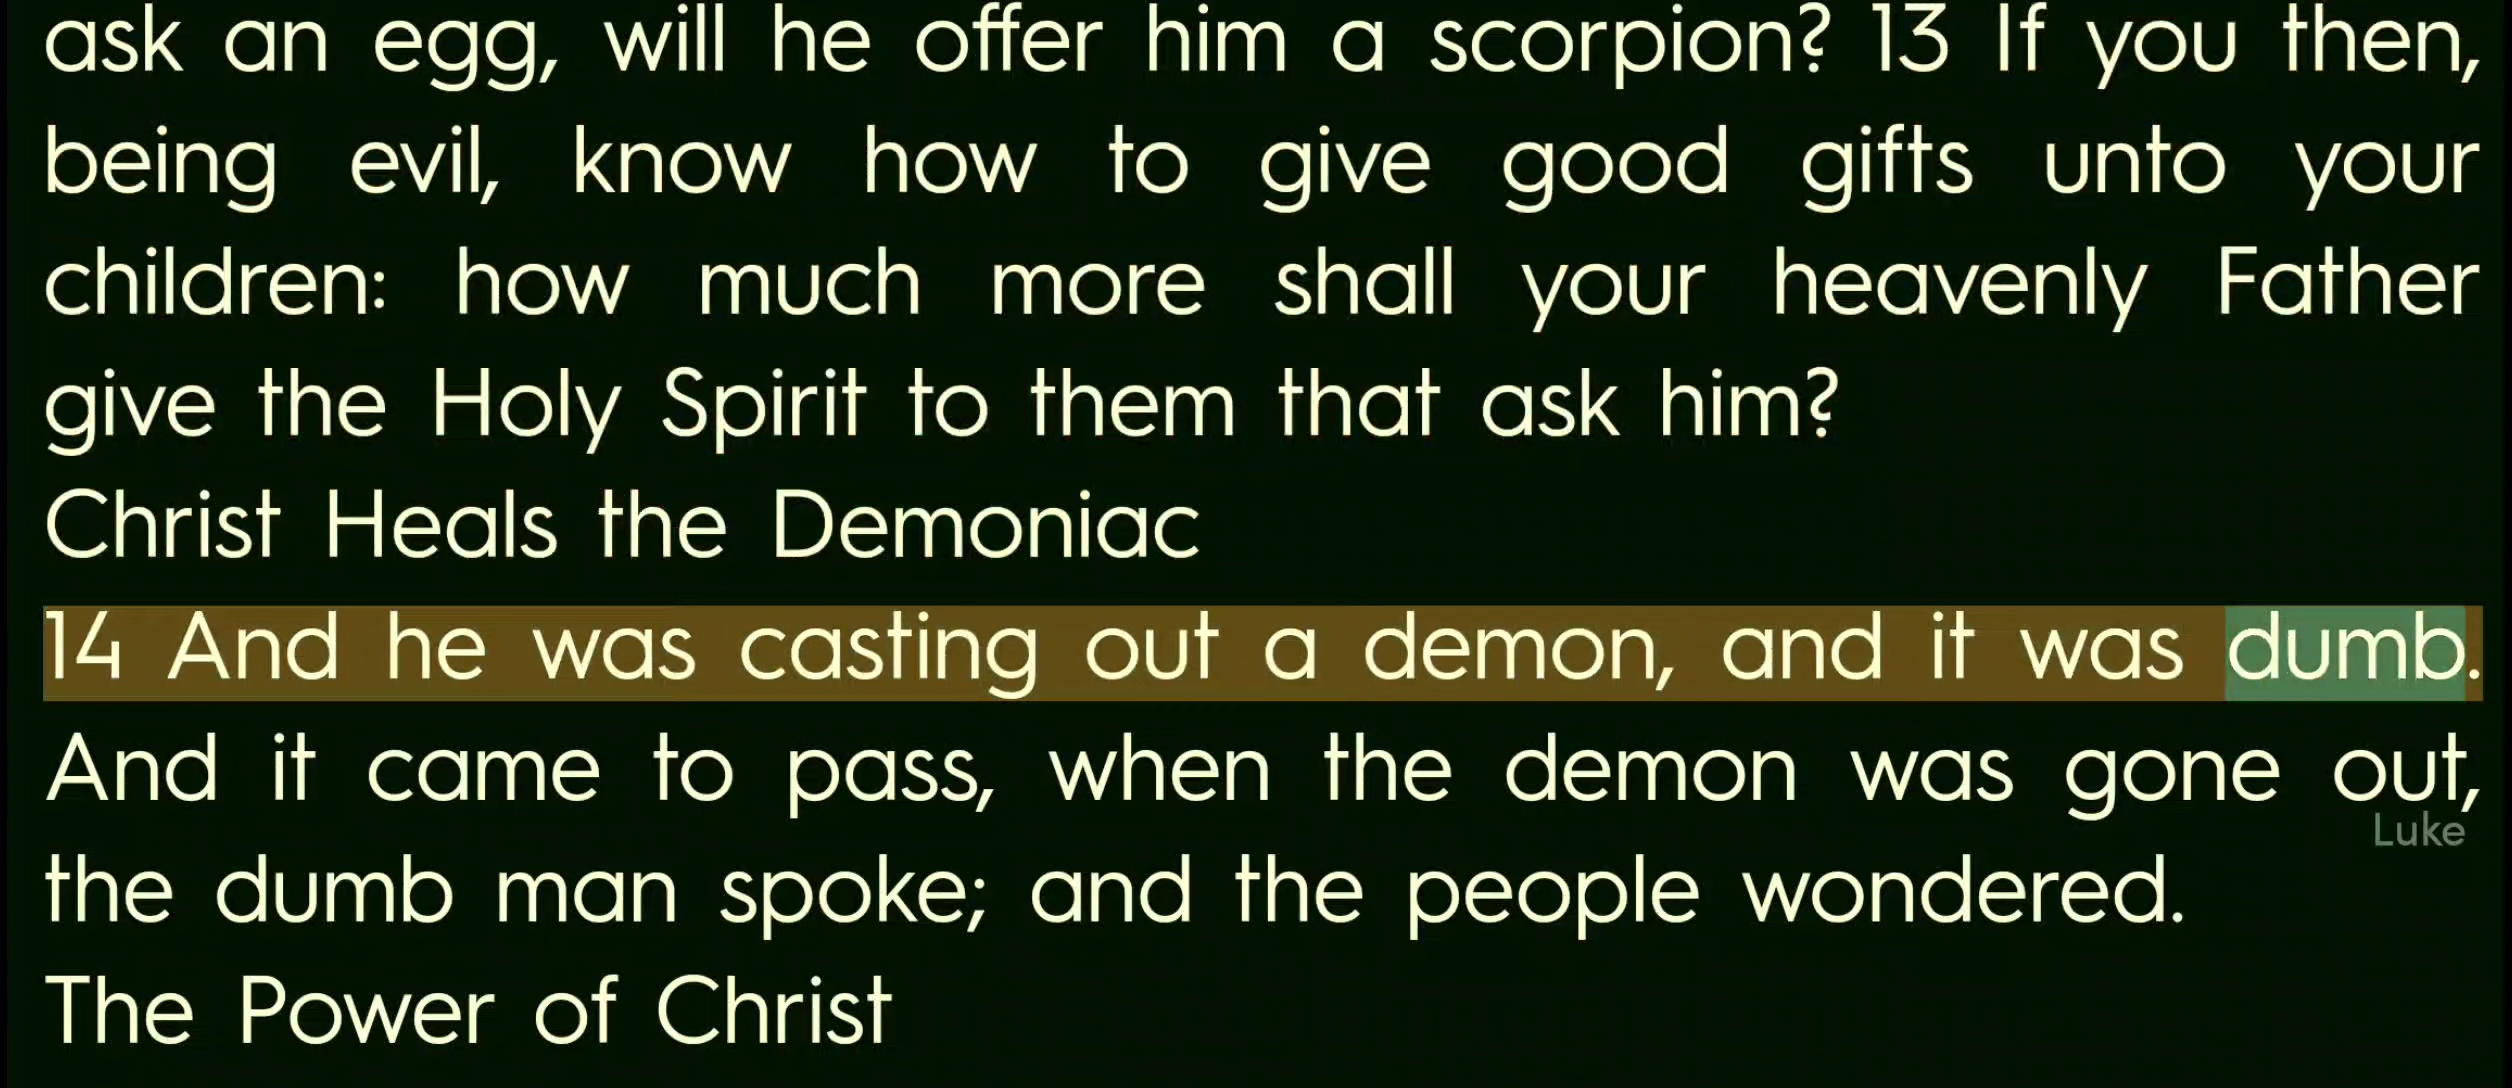 ask an egg, will he offer him a scorpion? 13 If you then,
being evil, know how to give good gifts unto your
children: how much more shall your heavenly Father
give the Holy Spirit to them that ask him?
Christ Heals the Demoniac
14 And he was casting out a demon, and it was dumb.
And it came to pass, when the demon was gone out,
Luke
the dumb man spoke; and the people wondered.
The Power of Christ